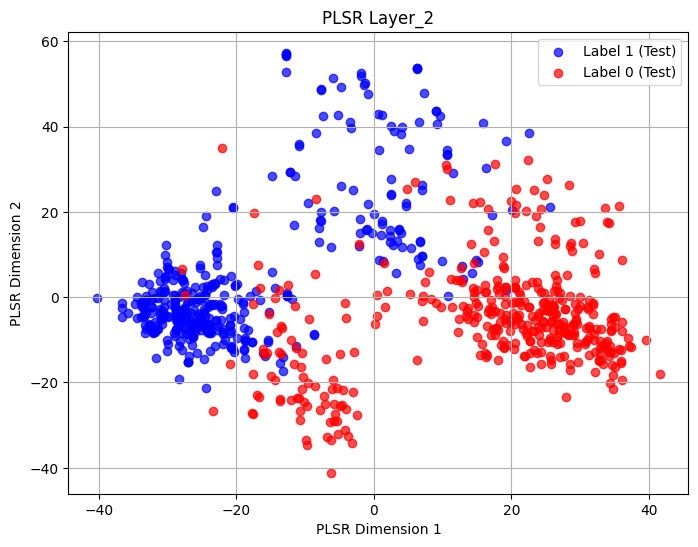 PLSR Layer_2
Label 1 (Test)
Label 0 (Test)
60
40
20
0
−20
−40
PLSR Dimension 2
−40
−20
0
20
40
PLSR Dimension 1